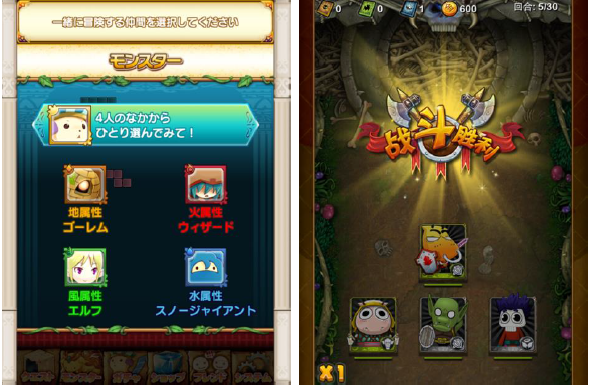 一緒に冒険する仲間を選択してください
モンスター
4人のなかから
ひとり選んでみて！
地属性
ゴーレム
火属性
ウィザード
風属性
エルフ
水属性
スノージャイアント
0
0
1
600
回合: 5/30
战斗胜利
X1